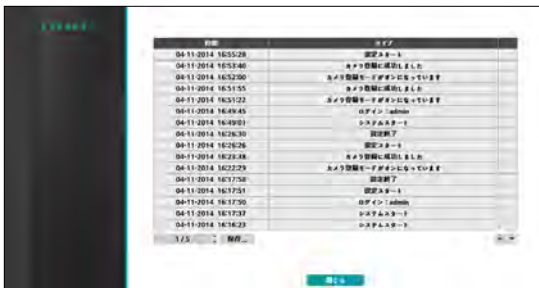 時間 タイプ
04-11-2014 16:55:28 設定スタート
04-11-2014 16:53:40 カメラ登録に成功しました
04-11-2014 16:52:00 カメラ登録モードがオンになっています
04-11-2014 16:51:55 カメラ登録に成功しました
04-11-2014 16:51:22 カメラ登録モードがオンになっています
04-11-2014 16:49:45 ログイン:admin
04-11-2014 16:49:03 システムスタート
04-11-2014 16:26:30 設定終了
04-11-2014 16:26:26 設定スタート
04-11-2014 16:23:38 カメラ登録に成功しました
04-11-2014 16:22:29 カメラ登録モードがオンになっています
04-11-2014 16:17:58 設定終了
04-11-2014 16:17:51 設定スタート
04-11-2014 16:17:50 ログイン:admin
04-11-2014 16:17:37 システムスタート
04-11-2014 16:16:23 システムスタート
1 / 5 保存...
閉じる